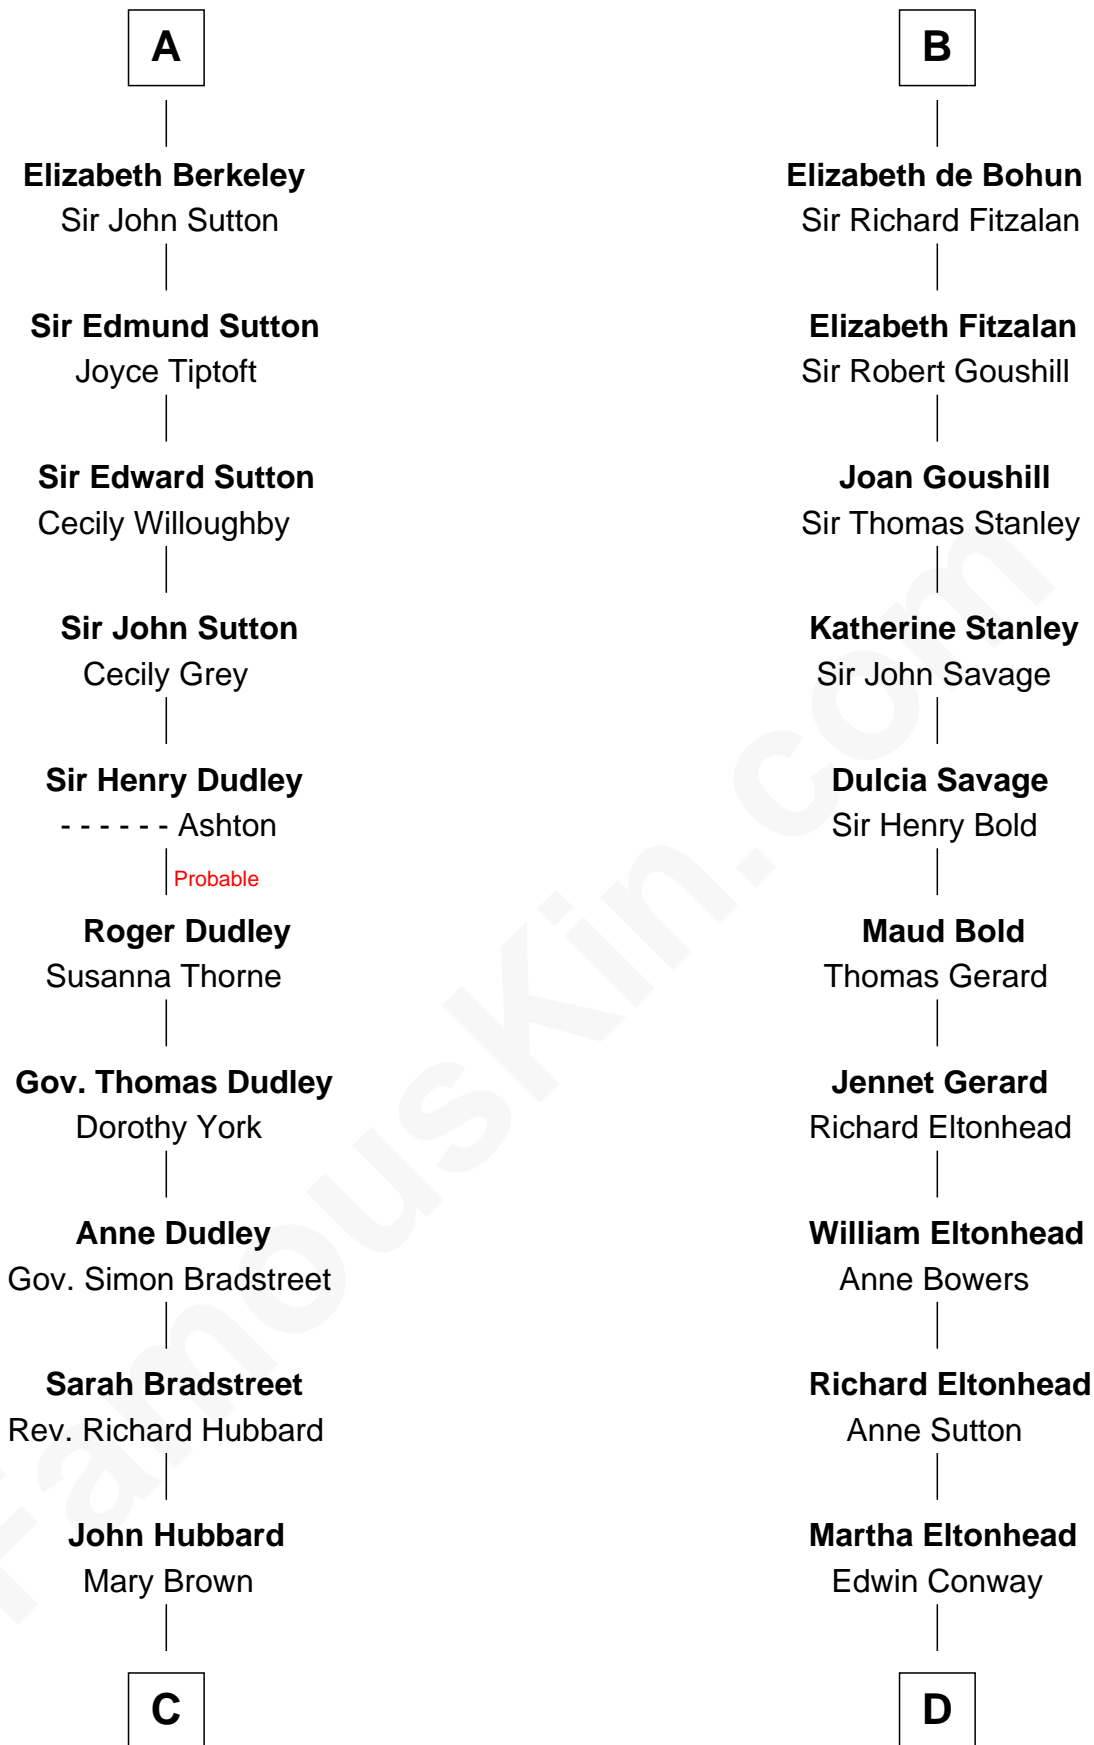 A
Elizabeth Berkeley
Sir John Sutton
Sir Edmund Sutton
Joyce Tiptoft
Sir Edward Sutton
Cecily Willoughby
Sir John Sutton
Cecily Grey
Sir Henry Dudley
- - - - - - Ashton
Probable
Roger Dudley
Susanna Thorne
Gov. Thomas Dudley
Dorothy York
Anne Dudley
Gov. Simon Bradstreet
Sarah Bradstreet
Rev. Richard Hubbard
John Hubbard
Mary Brown
C
B
Elizabeth de Bohun
Sir Richard Fitzalan
Elizabeth Fitzalan
Sir Robert Goushill
Joan Goushill
Sir Thomas Stanley
Katherine Stanley
Sir John Savage
Dulcia Savage
Sir Henry Bold
Maud Bold
Thomas Gerard
Jennet Gerard
Richard Eltonhead
William Eltonhead
Anne Bowers
Richard Eltonhead
Anne Sutton
Martha Eltonhead
Edwin Conway
D
FamousKin.com